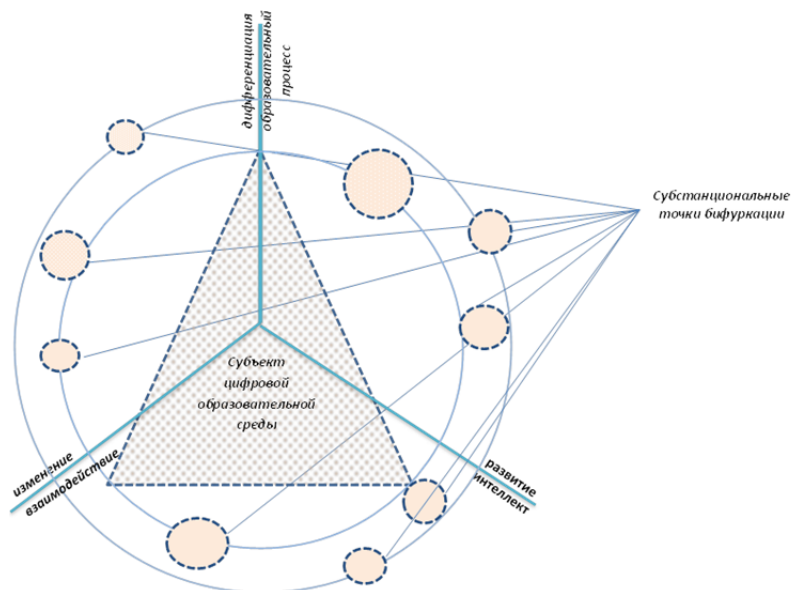 дифференциация
образовательный
процесс
Субстанциональные
точки бифуркации
Субъект
цифровой
образовательной
среды
изменение
взаимодействие
развитие
интеллект